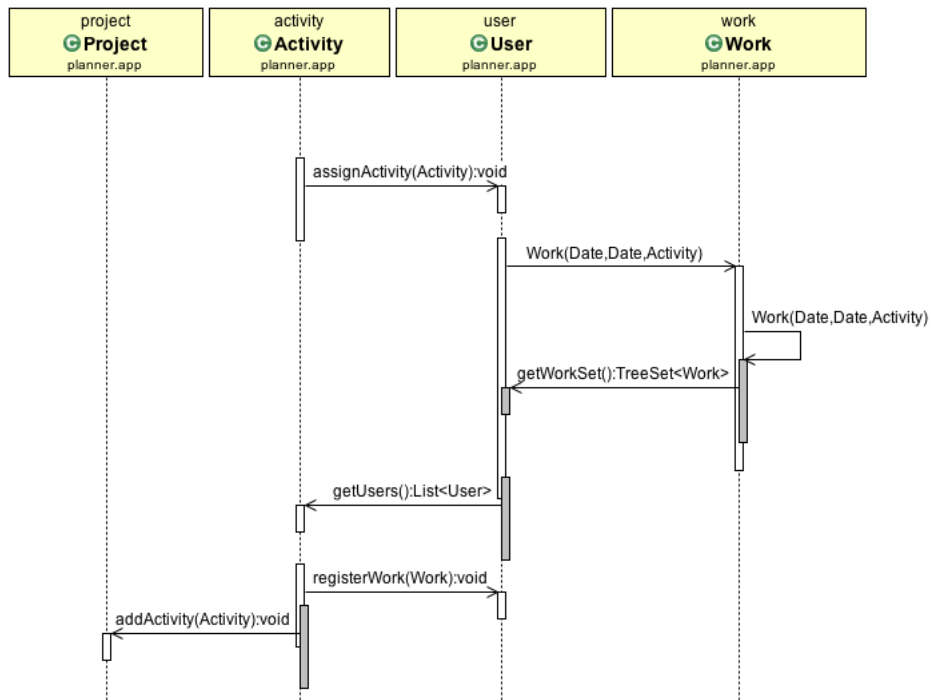 project
C Project
planner.app
activity
C Activity
planner.app
user
C User
planner.app
work
C Work
planner.app
assignActivity(Activity):void
Work(Date,Date,Activity)
Work(Date,Date,Activity)
getWorkSet():TreeSet<Work>
getUsers():List<User>
registerWork(Work):void
addActivity(Activity):void